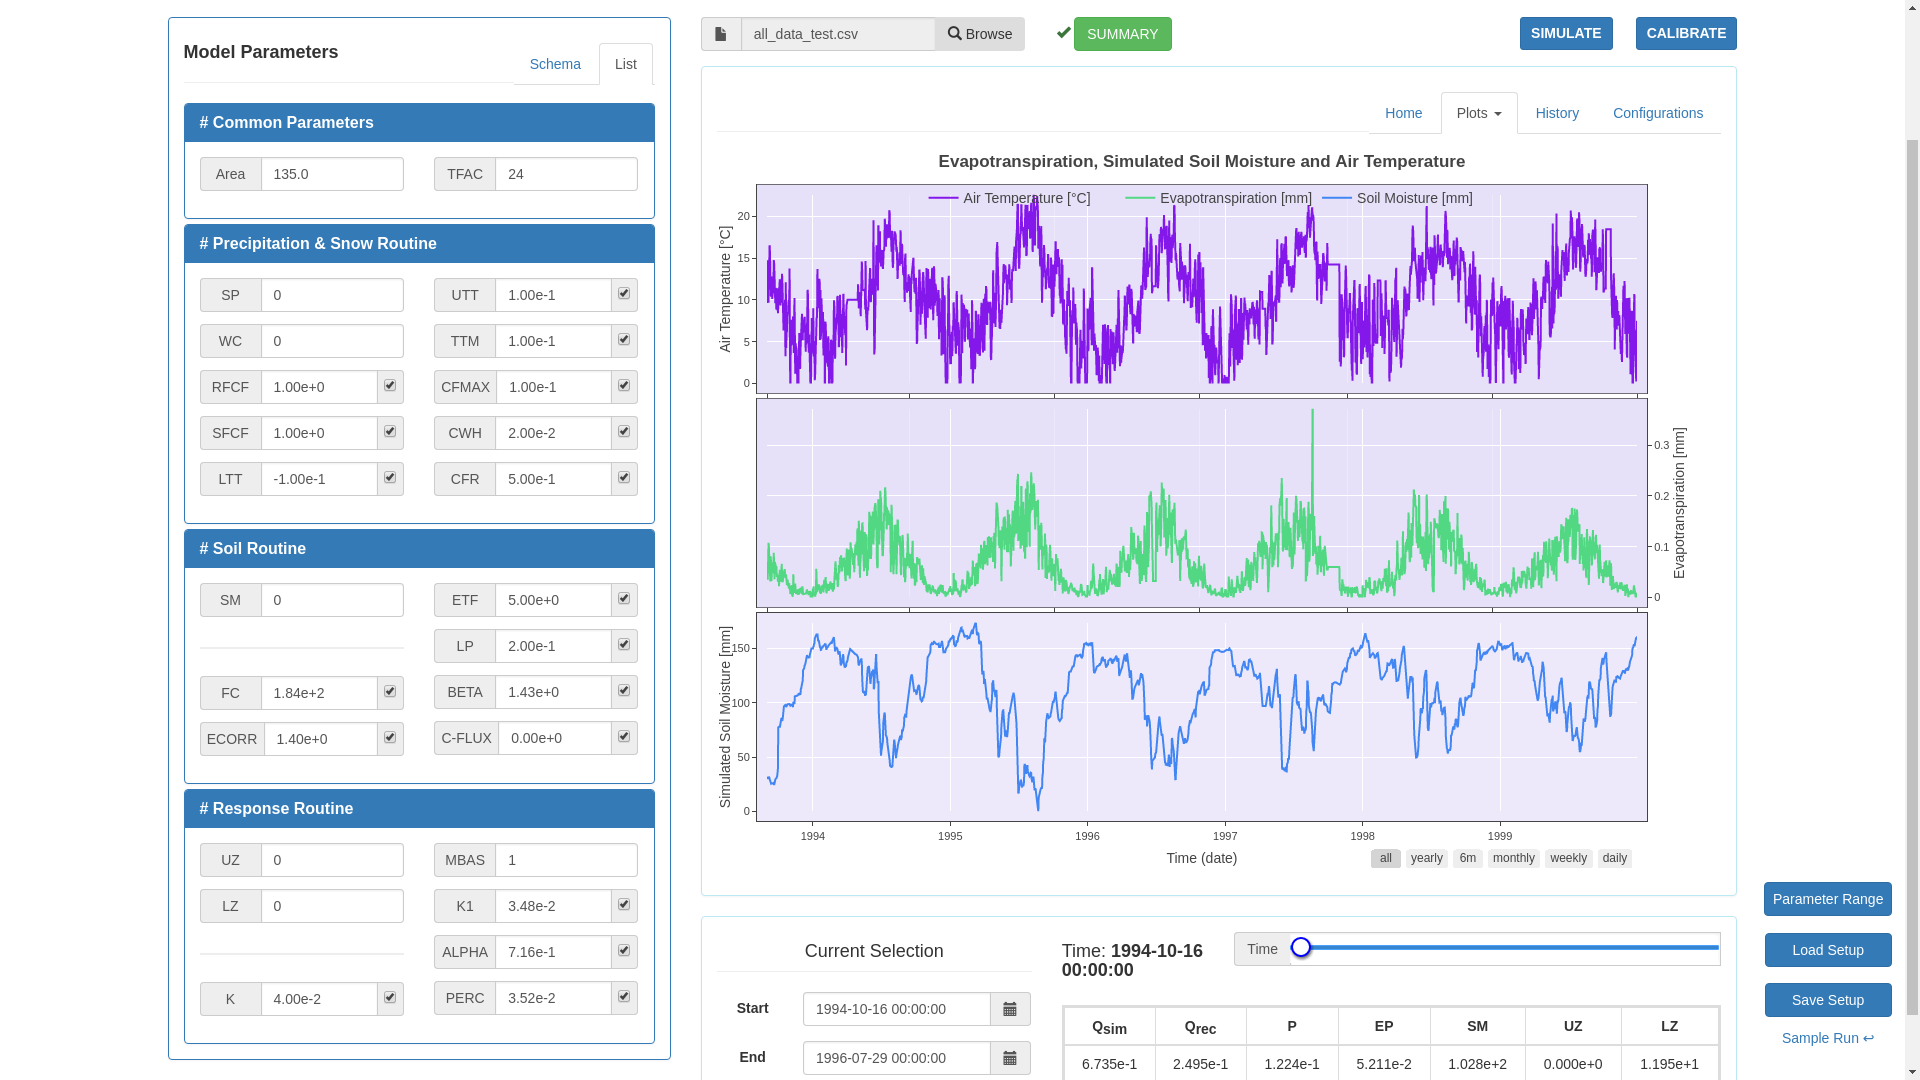 Model Parameters
Schema
List
# Common Parameters
Area 135.0
TFAC 24
# Precipitation & Snow Routine
SP 0
UTT 1.00e-1
WC 0
TTM 1.00e-1
RFCF 1.00e+0
CFMAX 1.00e-1
SFCF 1.00e+0
CWH 2.00e-2
LTT -1.00e-1
CFR 5.00e-1
# Soil Routine
SM 0
ETF 5.00e+0
LP 2.00e-1
FC 1.84e+2
BETA 1.43e+0
ECORR 1.40e+0
C-FLUX 0.00e+0
# Response Routine
UZ 0
MBAS 1
LZ 0
K1 3.48e-2
ALPHA 7.16e-1
K 4.00e-2
PERC 3.52e-2
all_data_test.csv
Browse
SUMMARY
SIMULATE
CALIBRATE
Home
Plots
History
Configurations
Evapotranspiration, Simulated Soil Moisture and Air Temperature
Air Temperature [°C]
Evapotranspiration [mm]
Soil Moisture [mm]
Air Temperature [°C]
20
15
10
5
0
Evapotranspiration [mm]
0.3
0.2
0.1
0
Simulated Soil Moisture [mm]
150
100
50
0
1994 1995 1996 1997 1998 1999
Time (date)
all yearly 6m monthly weekly daily
Current Selection
Start 1994-10-16 00:00:00
End 1996-07-29 00:00:00
Time: 1994-10-16
00:00:00
Time
Qsim Qrec P EP SM UZ LZ
6.735e-1 2.495e-1 1.224e-1 5.211e-2 1.028e+2 0.000e+0 1.195e+1
Parameter Range
Load Setup
Save Setup
Sample Run ↩